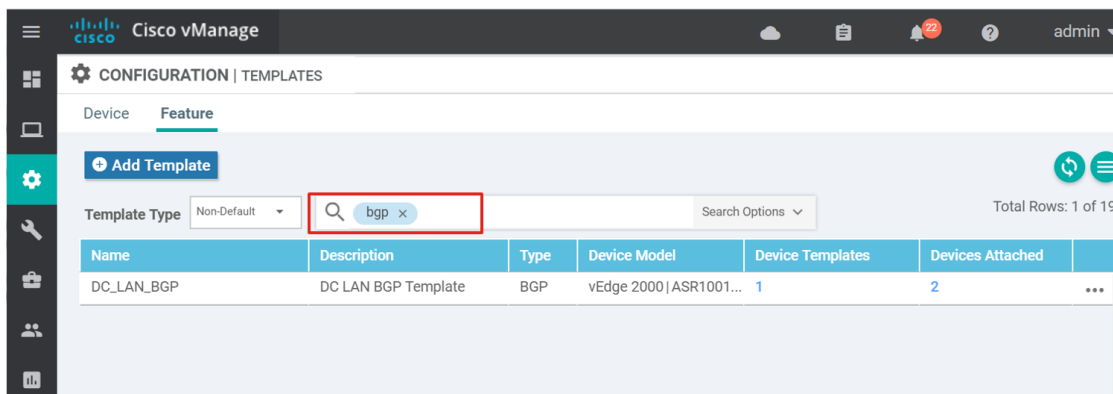 cisco Cisco vManage 22 admin
CONFIGURATION | TEMPLATES
Device Feature
Add Template
Template Type Non-Default bgp × Search Options Total Rows: 1 of 19
Name Description Type Device Model Device Templates Devices Attached
DC_LAN_BGP DC LAN BGP Template BGP vEdge 2000|ASR1001... 1 2